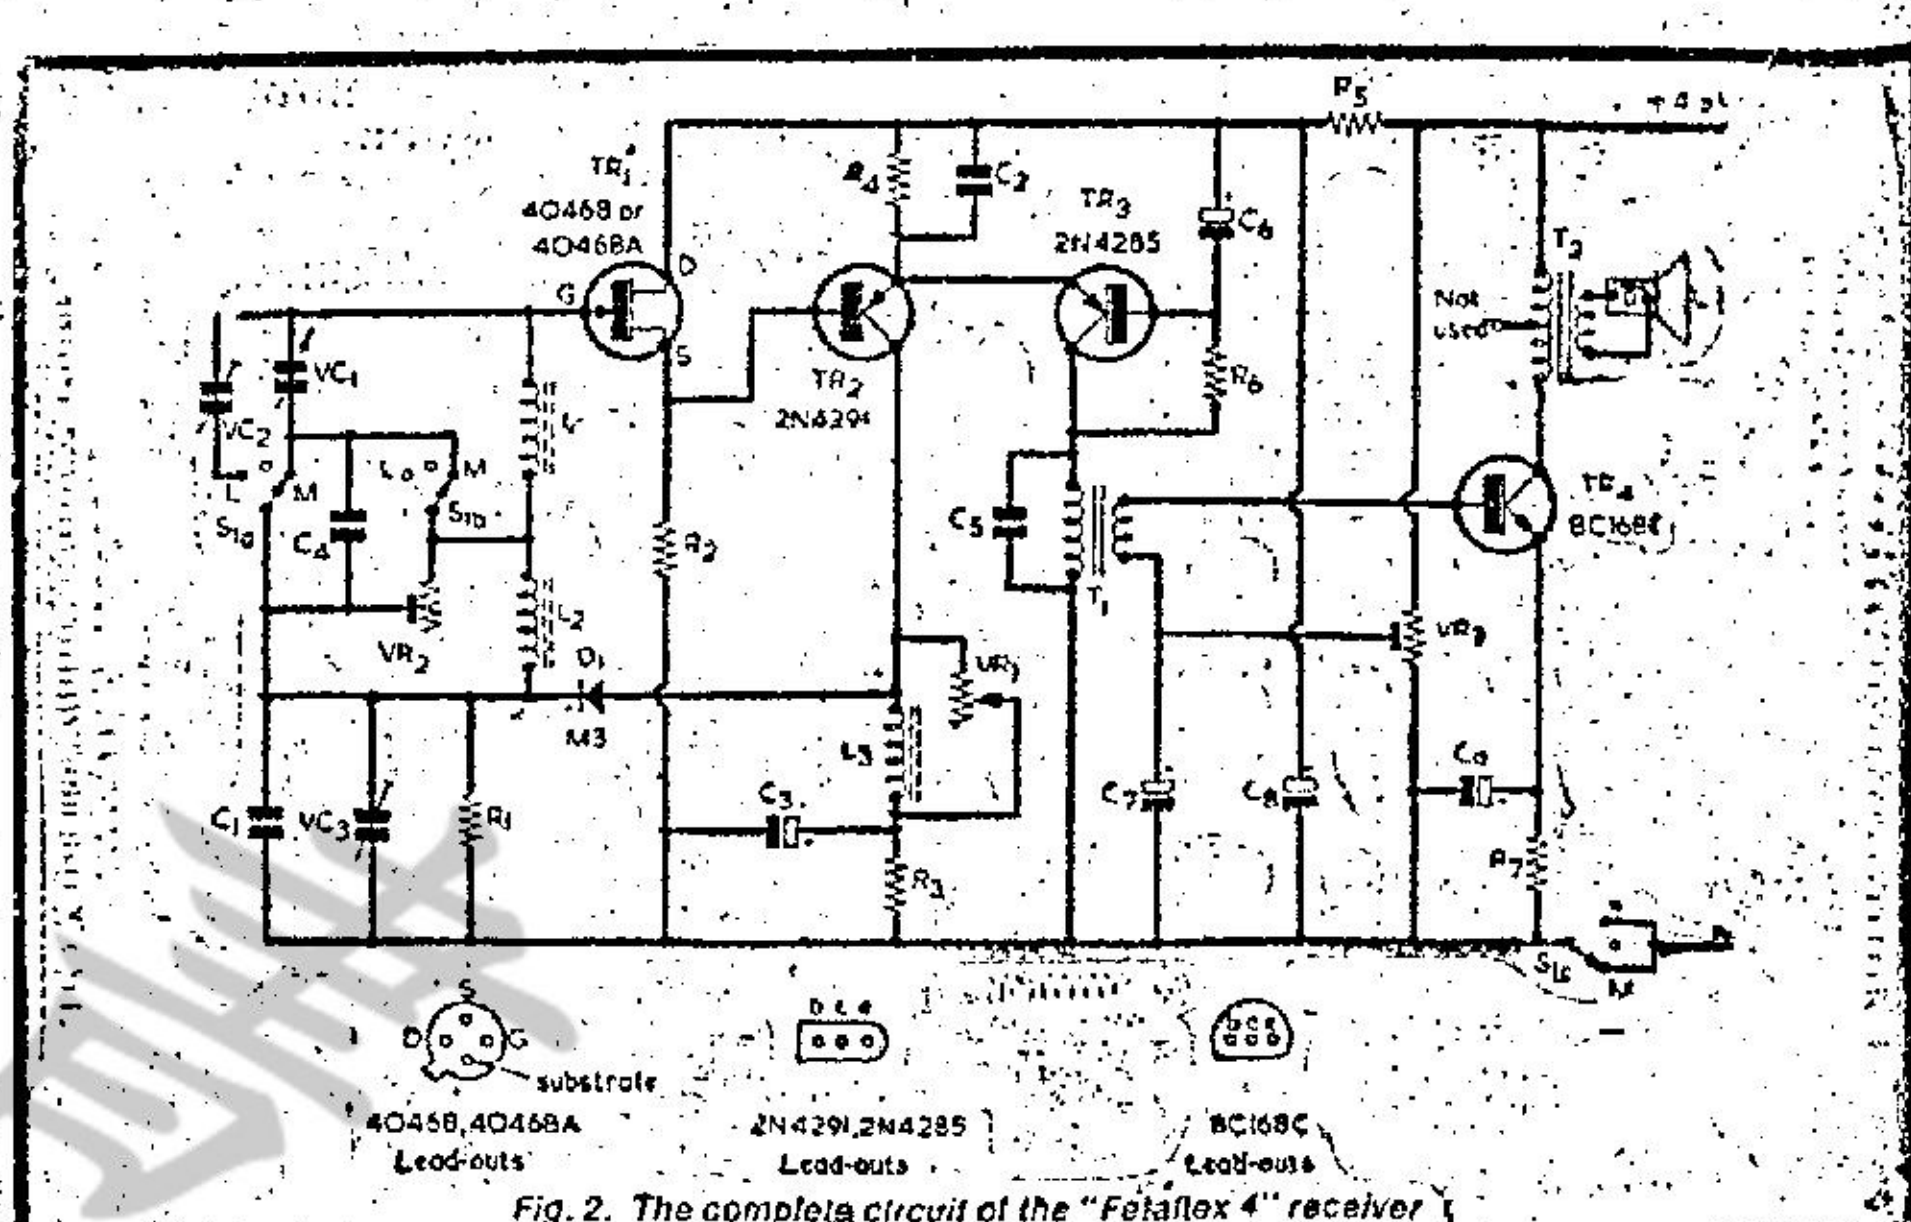 R5
TR1
40468 or
40468A
R4
C2
TR3
2N4285
C6
D
G
S
T2
Not
used
VC1
VC2
L1
TR2
2N4291
R6
L
M
L
M
S1a
C4
S1b
R2
C5
T1
TR4
BC168C
VR2
L2
D1
M3
VR1
VR3
L3
C1
VC3
R1
C3
R3
C7
C8
C9
R7
S1c
M
S
D
G
substrate
40468, 40468A
Lead-outs
b c e
2N4291, 2N4285
Lead-outs
b c e
BC168C
Lead-outs
Fig. 2. The complete circuit of the "Fetaflex 4" receiver